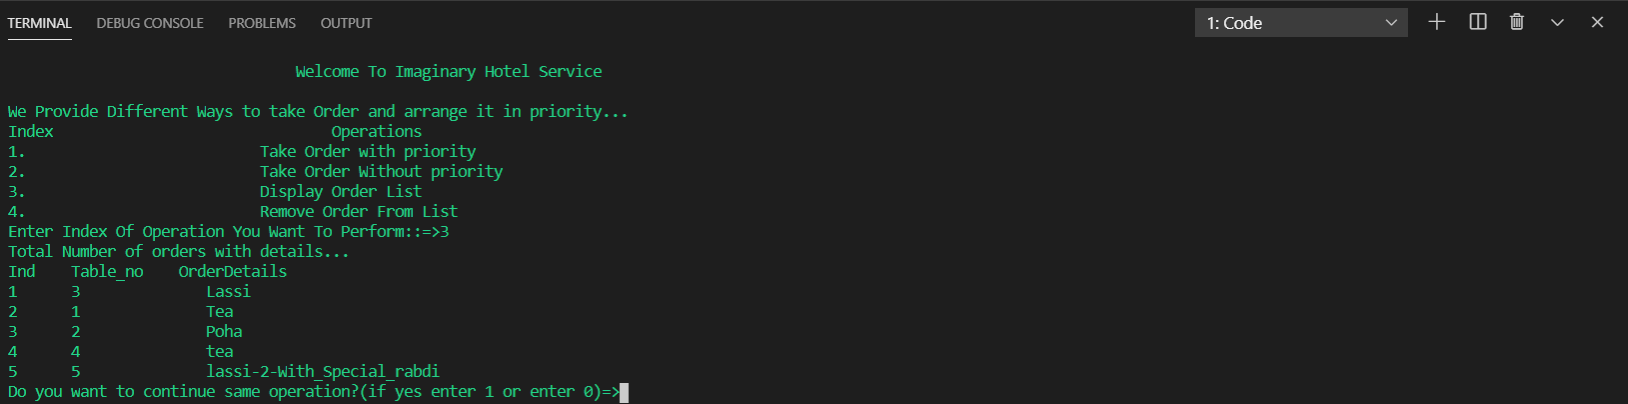 TERMINAL DEBUG CONSOLE PROBLEMS OUTPUT 1: Code
Welcome To Imaginary Hotel Service
We Provide Different Ways to take Order and arrange it in priority...
Index Operations
1. Take Order with priority
2. Take Order Without priority
3. Display Order List
4. Remove Order From List
Enter Index Of Operation You Want To Perform::=>3
Total Number of orders with details...
Ind Table_no OrderDetails
1 3 Lassi
2 1 Tea
3 2 Poha
4 4 tea
5 5 lassi-2-With_Special_rabdi
Do you want to continue same operation?(if yes enter 1 or enter 0)=>